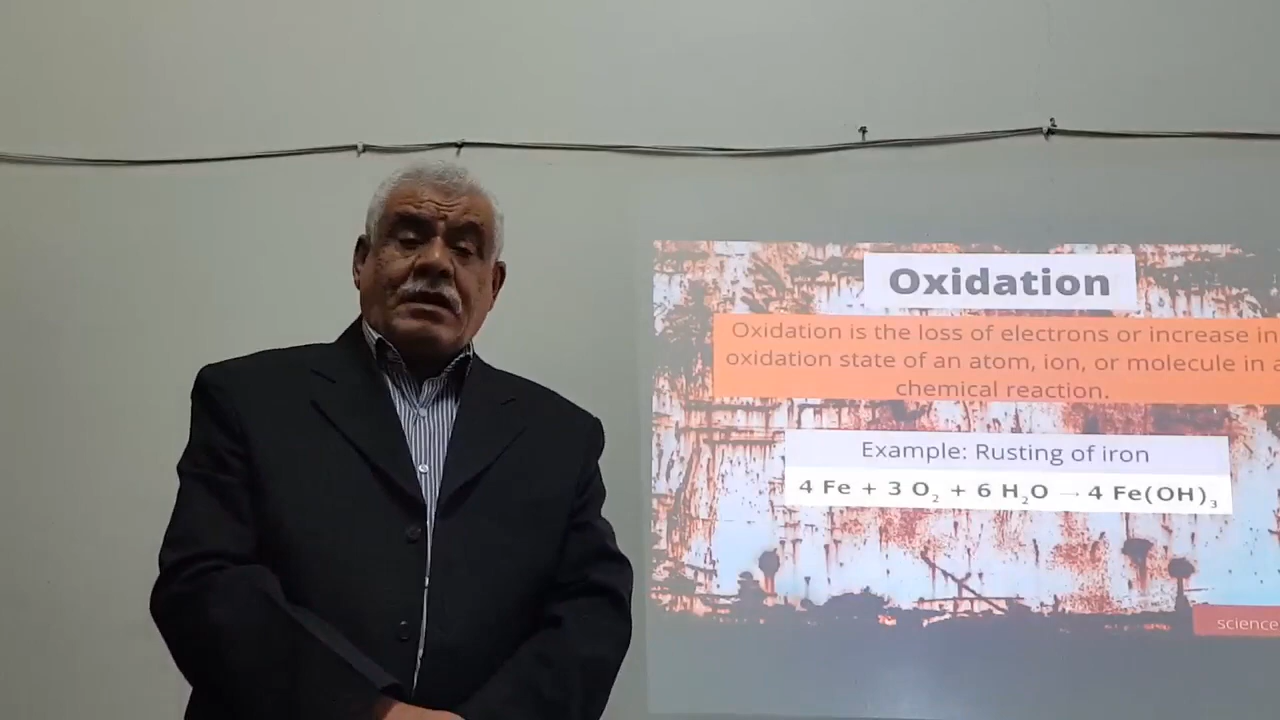 Oxidation
Oxidation is the loss of electrons or increase in
oxidation state of an atom, ion, or molecule in a
chemical reaction.
Example: Rusting of iron
4 Fe + 3 O₂ + 6 H₂O → 4 Fe(OH)₃
science